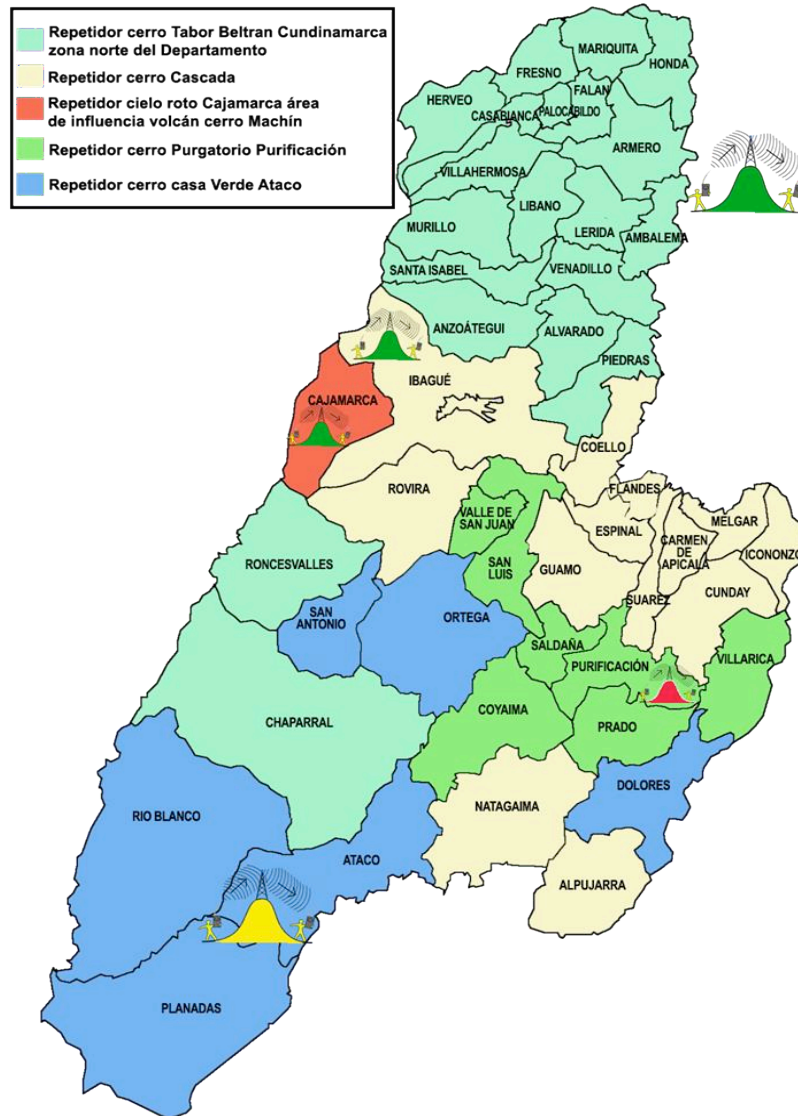 Repetidor cerro Tabor Beltran Cundinamarca
zona norte del Departamento
Repetidor cerro Cascada
Repetidor cielo roto Cajamarca área
de influencia volcán cerro Machín
Repetidor cerro Purgatorio Purificación
Repetidor cerro casa Verde Ataco
MARIQUITA
HONDA
FRESNO
FALAN
HERVEO
CASABIANCA
PALOCABILDO
ARMERO
VILLAHERMOSA
LIBANO
MURILLO
LERIDA
AMBALEMA
SANTA ISABEL
VENADILLO
ANZOÁTEGUI
ALVARADO
PIEDRAS
IBAGUÉ
CAJAMARCA
COELLO
ROVIRA
FLANDES
VALLE DE
SAN JUAN
ESPINAL
MELGAR
CARMEN
DE
APICALA
ICONONZO
RONCESVALLES
SAN
LUIS
GUAMO
CUNDAY
SUAREZ
SAN
ANTONIO
ORTEGA
SALDAÑA
PURIFICACIÓN
VILLARICA
COYAIMA
CHAPARRAL
PRADO
DOLORES
NATAGAIMA
RIO BLANCO
ATACO
ALPUJARRA
PLANADAS